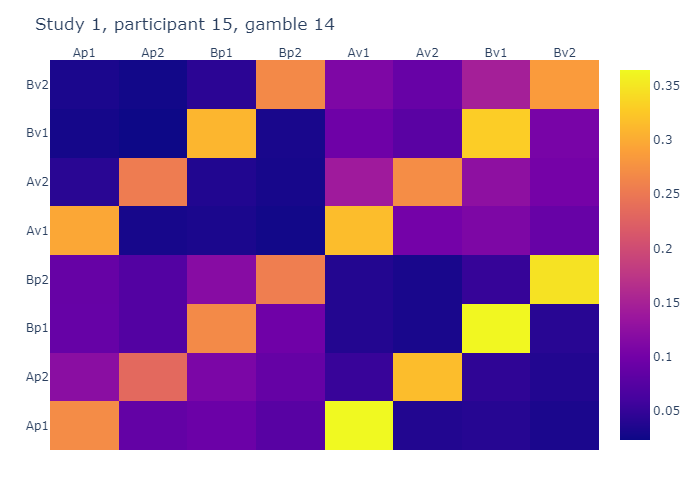 Study 1, participant 15, gamble 14
Ap1 Ap2 Bp1 Bp2 Av1 Av2 Bv1 Bv2
Bv2
Bv1
Av2
Av1
Bp2
Bp1
Ap2
Ap1
0.35
0.3
0.25
0.2
0.15
0.1
0.05